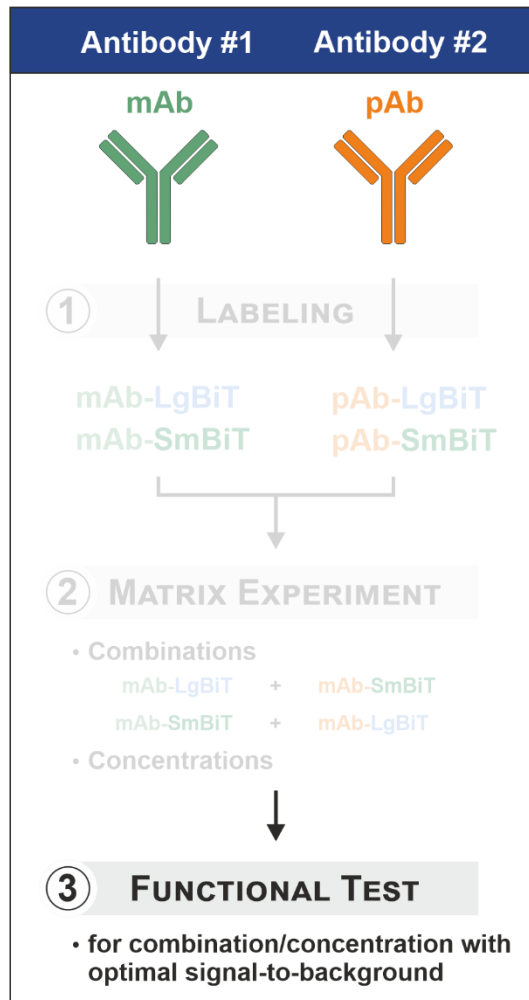 Antibody #1 Antibody #2
mAb pAb
1 LABELING
mAb-LgBiT pAb-LgBiT
mAb-SmBiT pAb-SmBiT
2 MATRIX EXPERIMENT
• Combinations
mAb-LgBiT + mAb-SmBiT
mAb-SmBiT + mAb-LgBiT
• Concentrations
3 FUNCTIONAL TEST
• for combination/concentration with
optimal signal-to-background